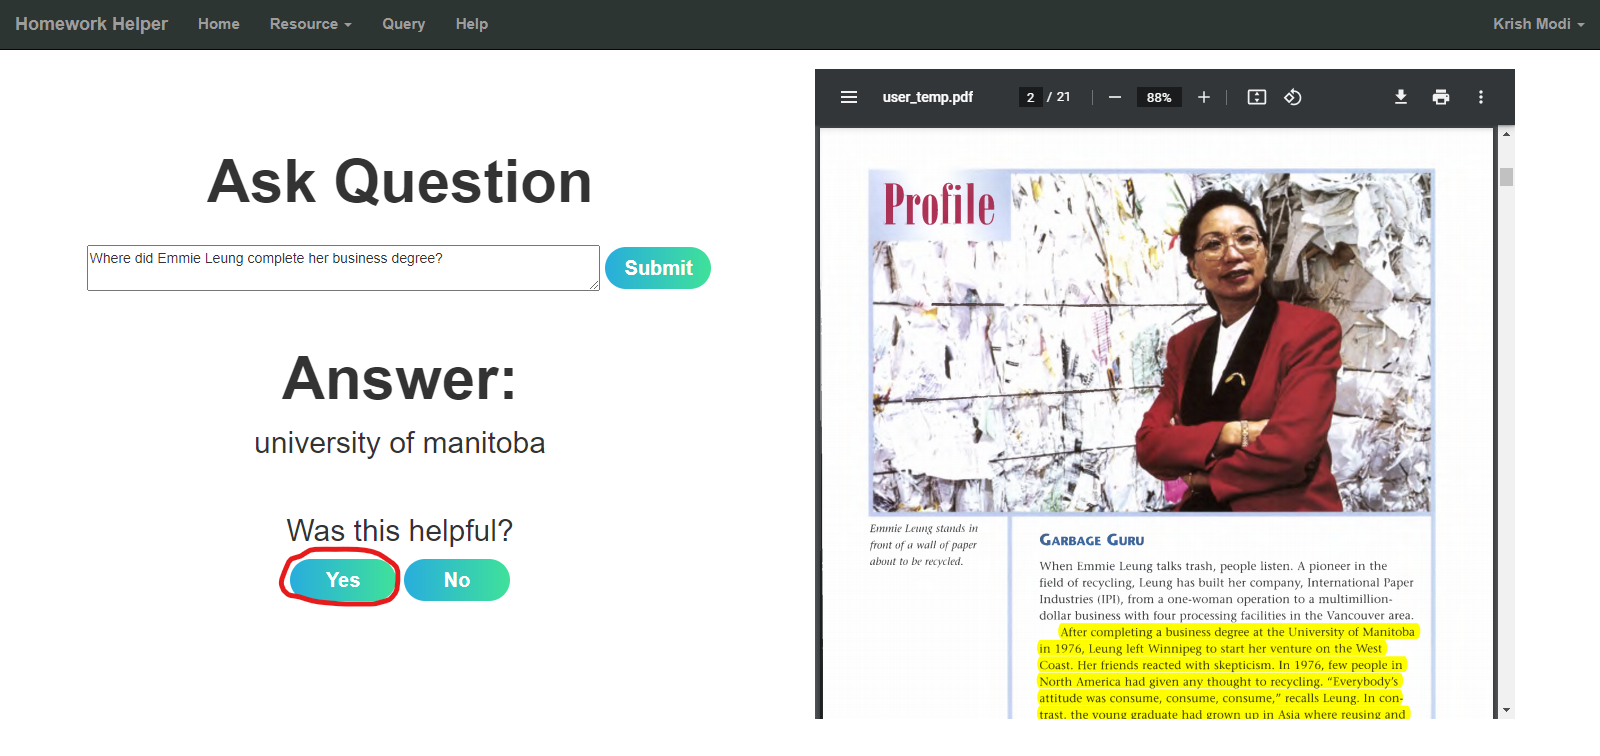 Homework Helper Home Resource Query Help Krish Modi
user_temp.pdf 2 / 21 88%
Ask Question
Where did Emmie Leung complete her business degree?
Submit
Answer:
university of manitoba
Was this helpful?
Yes No
Profile
Emmie Leung stands in
front of a wall of paper
about to be recycled.
GARBAGE GURU
When Emmie Leung talks trash, people listen. A pioneer in the
field of recycling, Leung has built her company, International Paper
Industries (IPI), from a one-woman operation to a multimillion-
dollar business with four processing facilities in the Vancouver area.
After completing a business degree at the University of Manitoba
in 1976, Leung left Winnipeg to start her venture on the West
Coast. Her friends reacted with skepticism. In 1976, few people in
North America had given any thought to recycling. “Everybody’s
attitude was consume, consume, consume,” recalls Leung. In con-
trast, the young graduate had grown up in Asia where reusing and